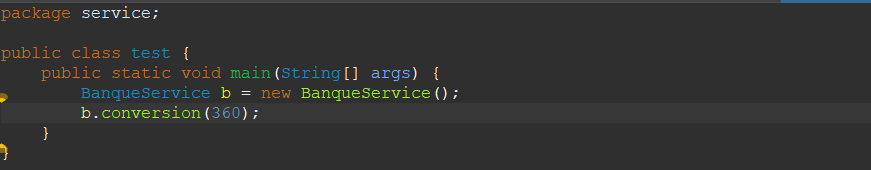 package service;
public class test {
    public static void main(String[] args) {
        BanqueService b = new BanqueService();
        b.conversion(360);
    }
}